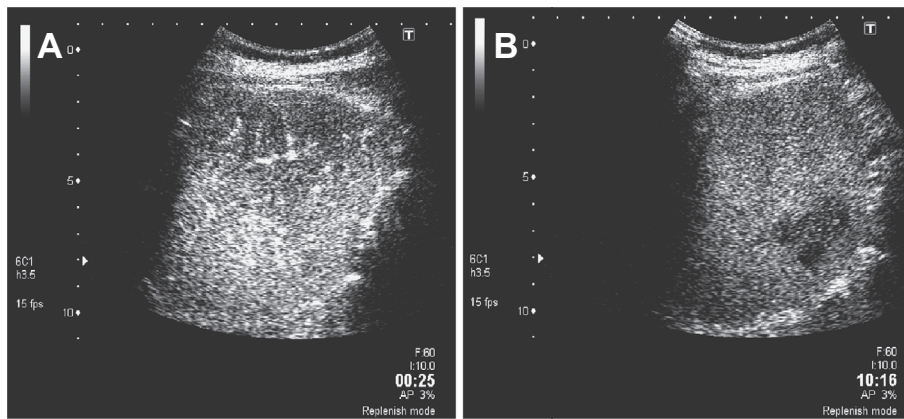 A
T
0
5
10
6C1
h3.5
15 fps
F:60
I:10.0
00:25
AP 3%
Replenish mode
B
T
0
5
10
6C1
h3.5
15 fps
F:60
I:10.0
10:16
AP 3%
Replenish mode